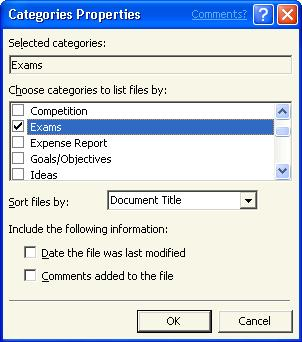 Categories Properties Comments? ?
Selected categories:
Exams
Choose categories to list files by:
Competition
Exams
Expense Report
Goals/Objectives
Ideas
Sort files by: Document Title
Include the following information:
Date the file was last modified
Comments added to the file
OK Cancel